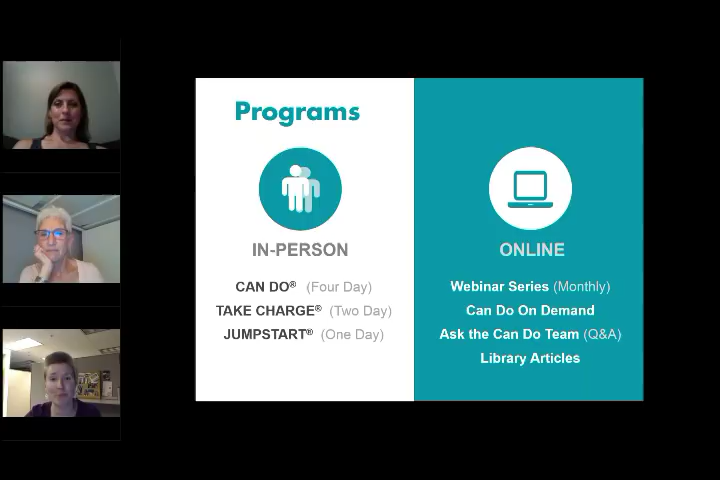 Programs
IN-PERSON
CAN DO® (Four Day)
TAKE CHARGE® (Two Day)
JUMPSTART® (One Day)
ONLINE
Webinar Series (Monthly)
Can Do On Demand
Ask the Can Do Team (Q&A)
Library Articles